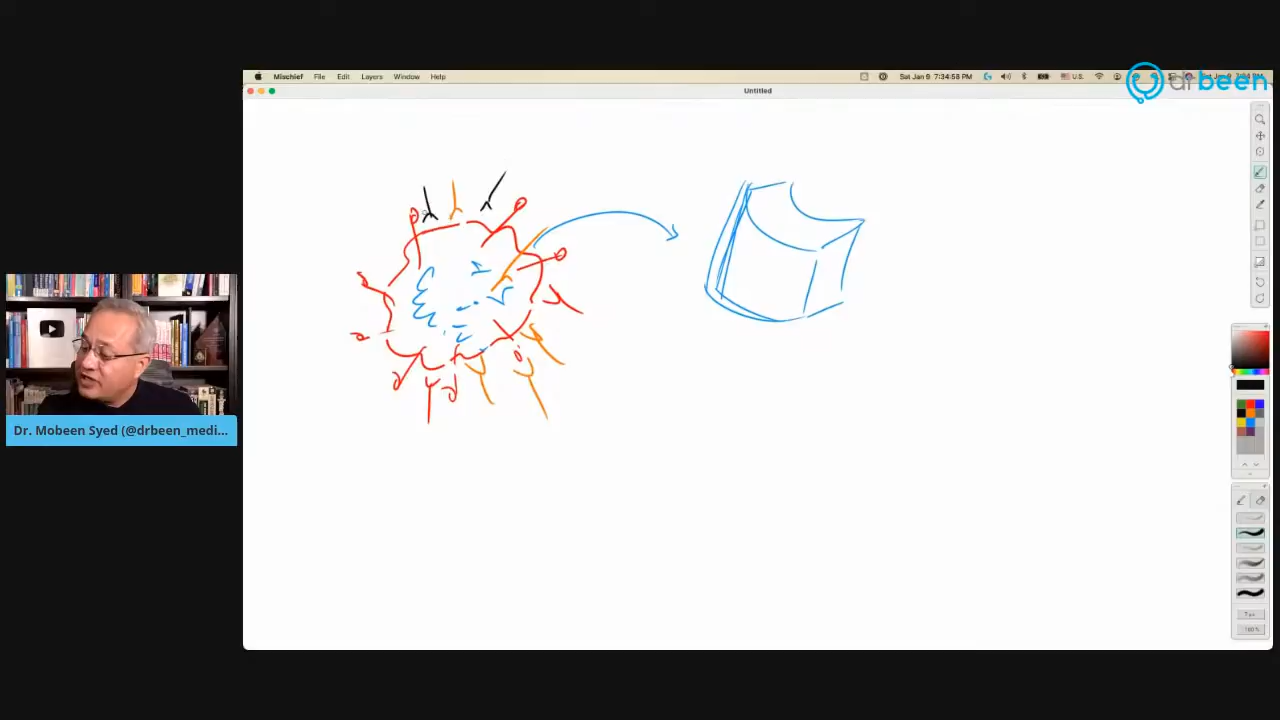 Mischief File Edit Layers Window Help
Sat Jan 9 7:34:58 PM
U.S.
drbeen
Untitled
Dr. Mobeen Syed (@drbeen_medi...
100%